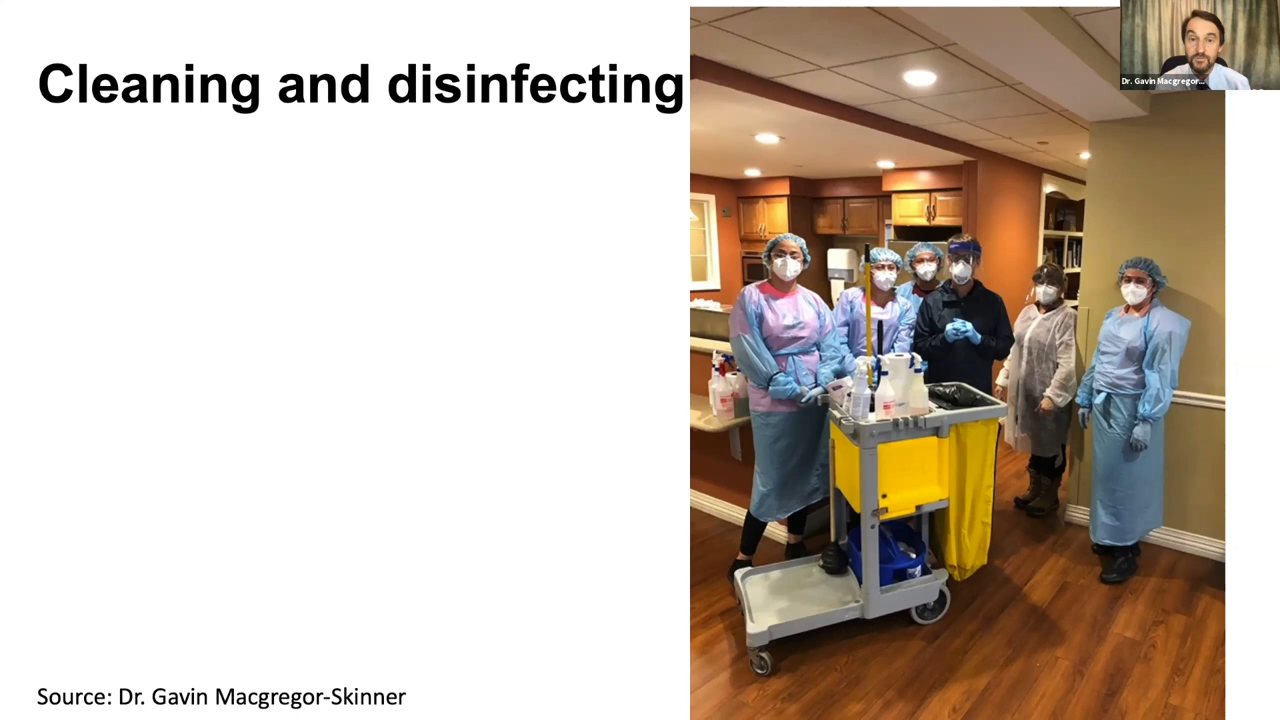 Cleaning and disinfecting
Dr. Gavin Macgregor...
Source: Dr. Gavin Macgregor-Skinner